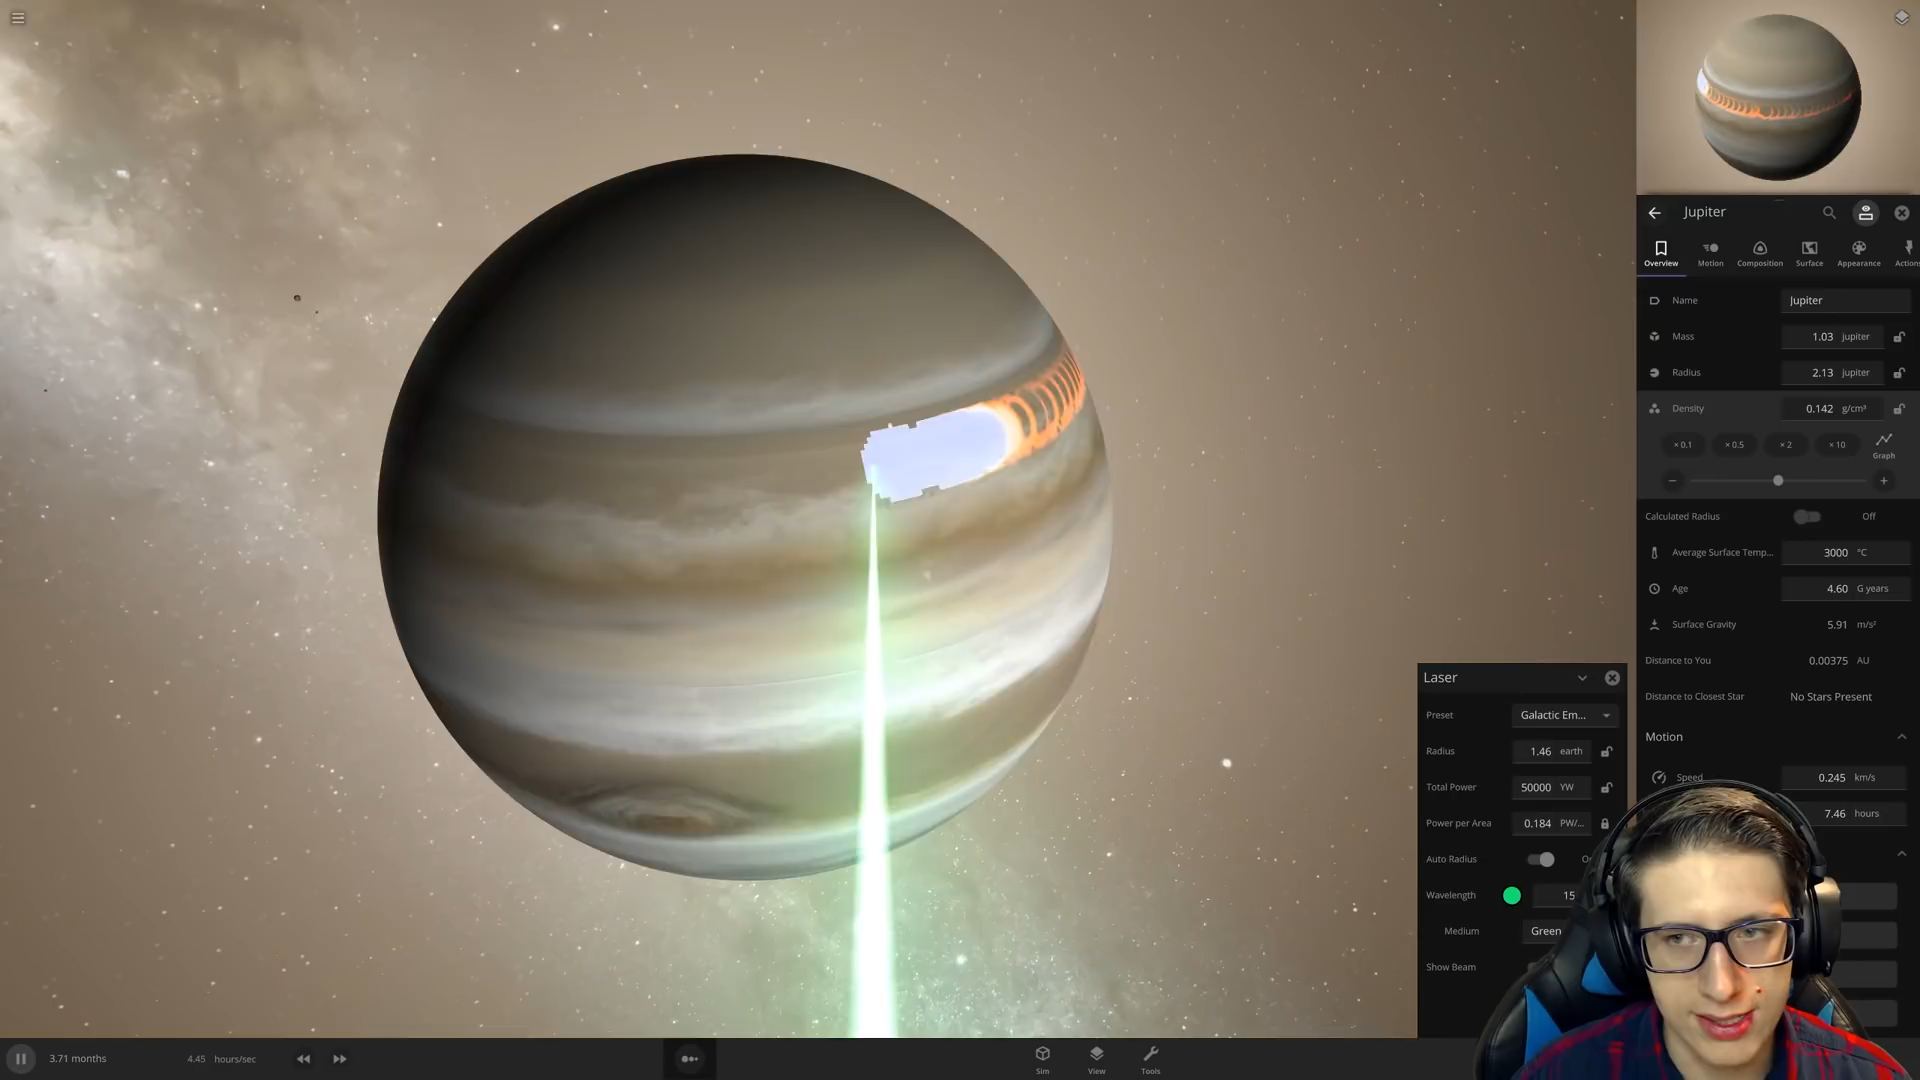 Jupiter
Overview
Motion
Composition
Surface
Appearance
Actions
Name
Jupiter
Mass
1.03 jupiter
Radius
2.13 jupiter
Density
0.142 g/cm³
× 0.1
× 0.5
× 2
× 10
Graph
Calculated Radius
Off
Average Surface Temp...
3000 °C
Age
4.60 G years
Surface Gravity
5.91 m/s²
Distance to You
0.00375 AU
Distance to Closest Star
No Stars Present
Motion
Speed
0.245 km/s
7.46 hours
Laser
Preset
Galactic Em...
Radius
1.46 earth
Total Power
50000 YW
Power per Area
0.184 PW/...
Auto Radius
Wavelength
15
Medium
Green
Show Beam
3.71 months
4.45 hours/sec
Sim
View
Tools